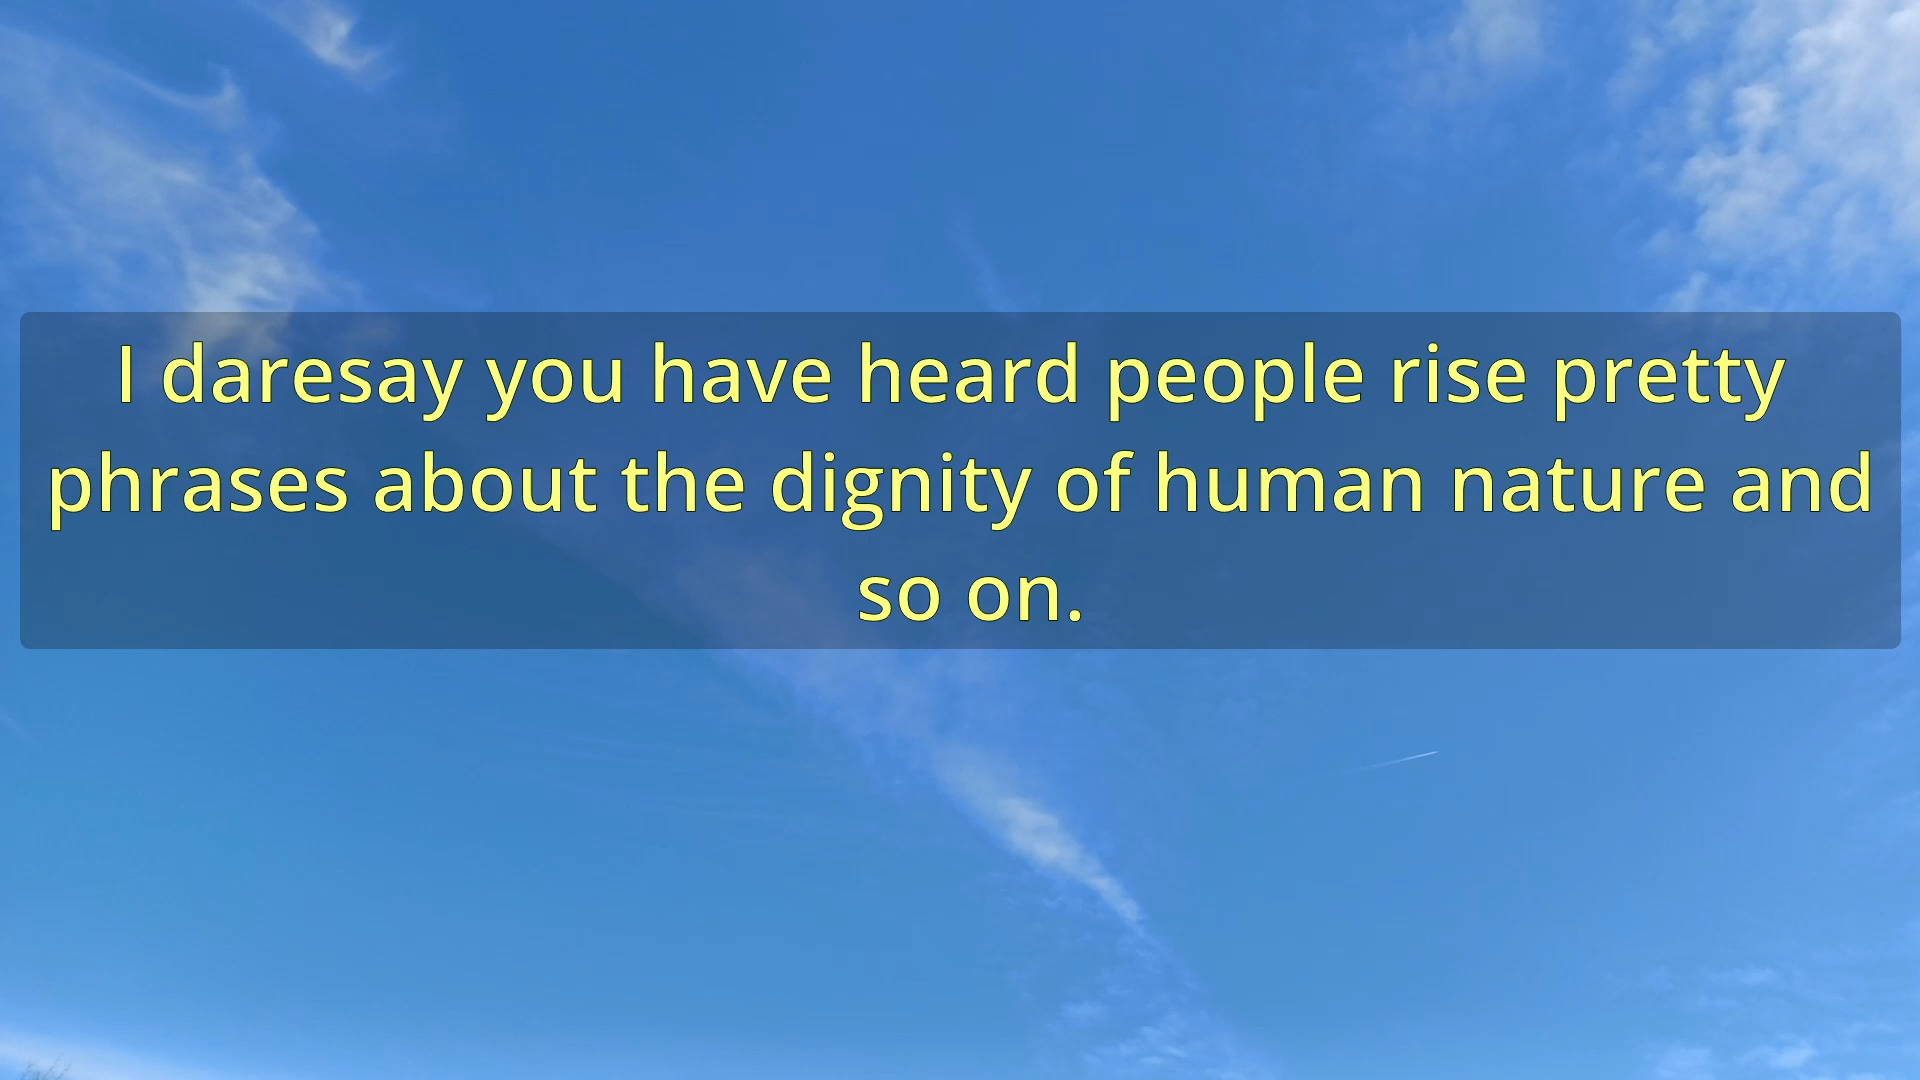 I daresay you have heard people rise pretty
phrases about the dignity of human nature and
so on.